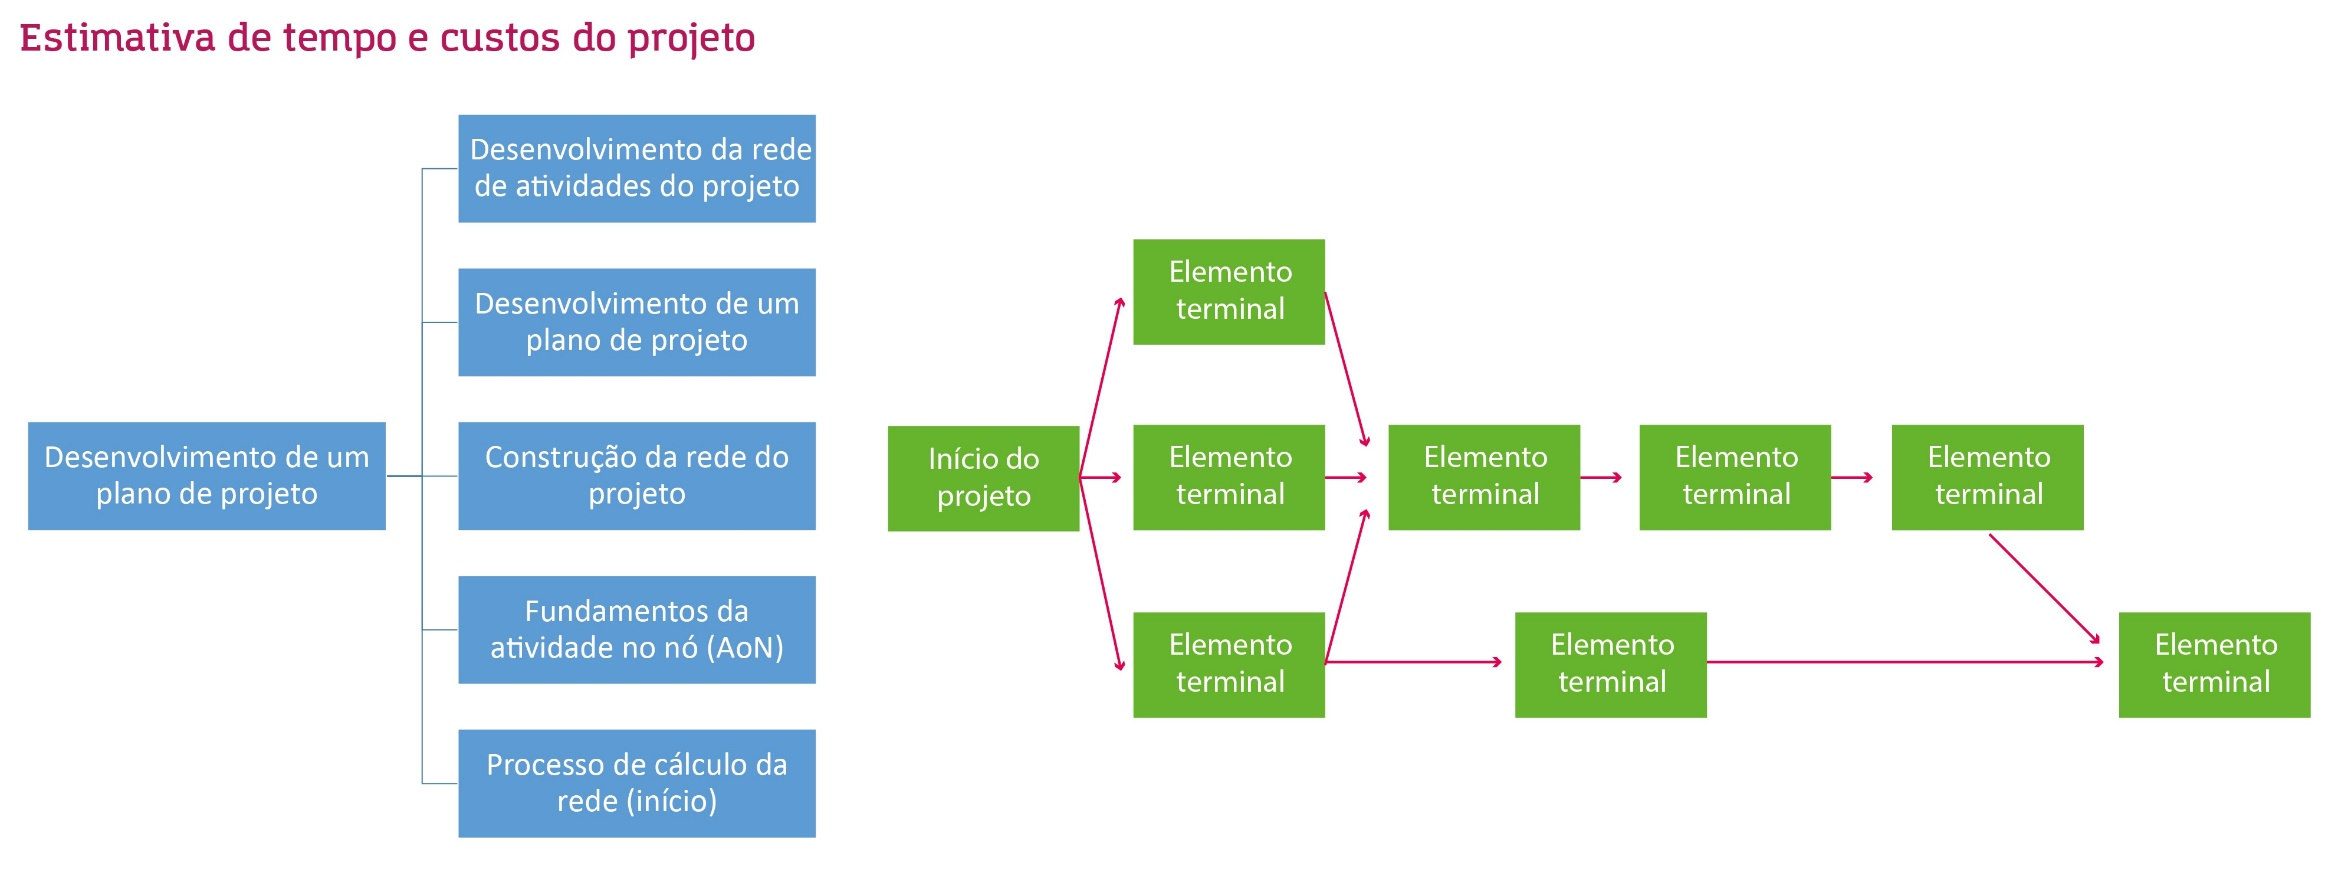 Estimativa de tempo e custos do projeto
Desenvolvimento de um
plano de projeto
Desenvolvimento da rede
de atividades do projeto
Desenvolvimento de um
plano de projeto
Construção da rede do
projeto
Fundamentos da
atividade no nó (AoN)
Processo de cálculo da
rede (início)
Início do
projeto
Elemento
terminal
Elemento
terminal
Elemento
terminal
Elemento
terminal
Elemento
terminal
Elemento
terminal
Elemento
terminal
Elemento
terminal